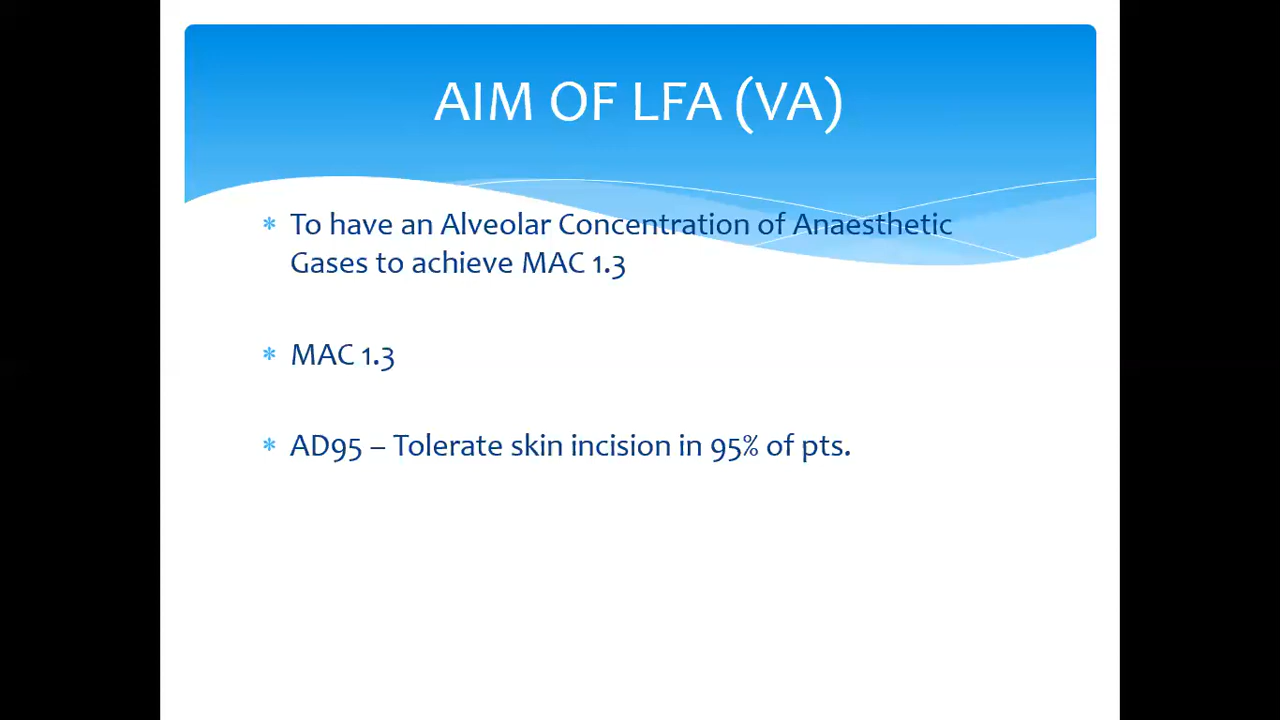 AIM OF LFA (VA)
* To have an Alveolar Concentration of Anaesthetic
Gases to achieve MAC 1.3
* MAC 1.3
* AD95 – Tolerate skin incision in 95% of pts.